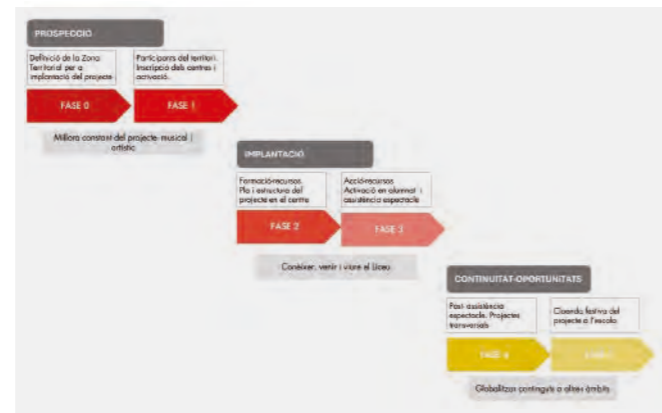 PROSPECCIÓ
Definició de la Zona
Territorial per a
implantació del projecte
Participants del territori.
Inscripció dels centres i
activació.
FASE 0
FASE 1
Millora constant del projecte musical i
artístic
IMPLANTACIÓ
Formació-recursos.
Pla i estructura del
projecte en el centre
Acció-recursos
Activació en alumnat i
assistència espectacle
FASE 2
FASE 3
Conèixer, venir i viure el Liceu
CONTINUITAT-OPORTUNITATS
Post- assistència
espectacle. Projectes
transversals
Cloenda festiva del
projecte a l'escola
FASE 4
Globalitzar continguts a altres àmbits